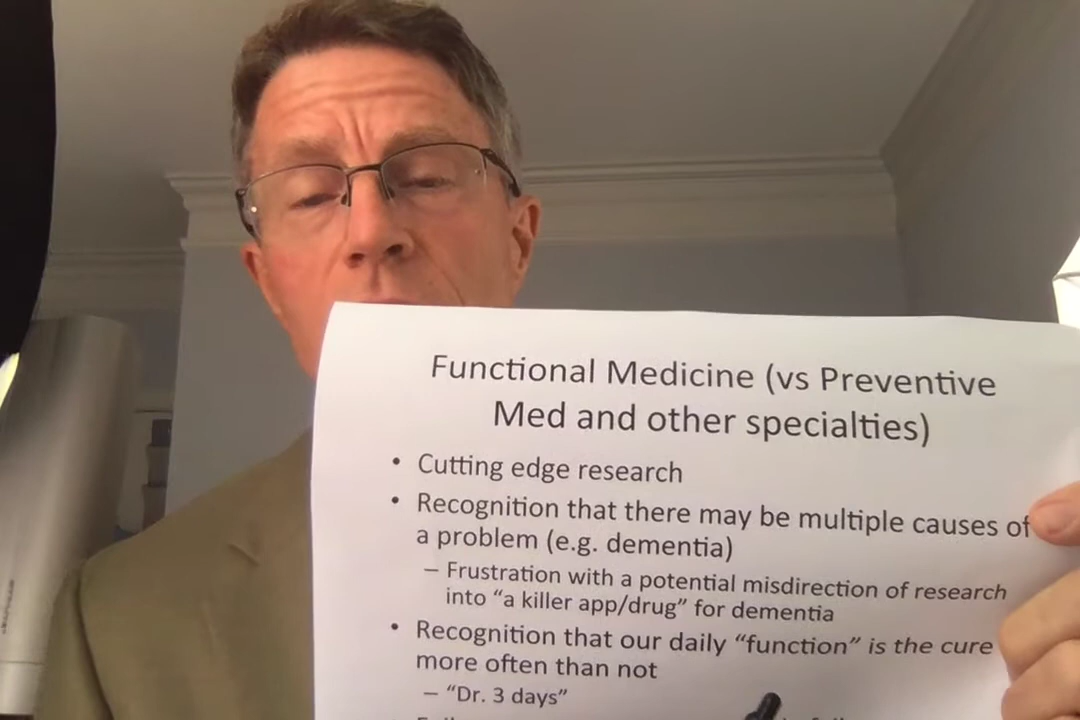 Functional Medicine (vs Preventive
Med and other specialties)
• Cutting edge research
• Recognition that there may be multiple causes of
a problem (e.g. dementia)
– Frustration with a potential misdirection of research
into “a killer app/drug” for dementia
• Recognition that our daily “function” is the cure
more often than not
– “Dr. 3 days”